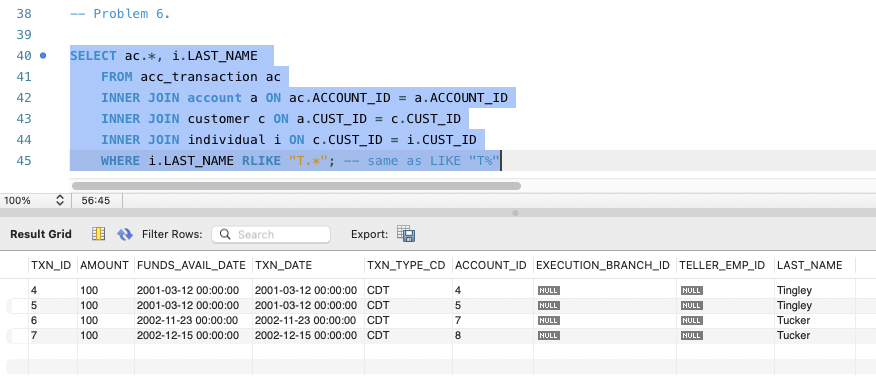 38 -- Problem 6.
39
40 SELECT ac.*, i.LAST_NAME
41 FROM acc_transaction ac
42 INNER JOIN account a ON ac.ACCOUNT_ID = a.ACCOUNT_ID
43 INNER JOIN customer c ON a.CUST_ID = c.CUST_ID
44 INNER JOIN individual i ON c.CUST_ID = i.CUST_ID
45 WHERE i.LAST_NAME RLIKE "T.*"; -- same as LIKE "T%"
100% 56:45
Result Grid Filter Rows: Search Export:
TXN_ID AMOUNT FUNDS_AVAIL_DATE TXN_DATE TXN_TYPE_CD ACCOUNT_ID EXECUTION_BRANCH_ID TELLER_EMP_ID LAST_NAME
4 100 2001-03-12 00:00:00 2001-03-12 00:00:00 CDT 4 NULL NULL Tingley
5 100 2001-03-12 00:00:00 2001-03-12 00:00:00 CDT 5 NULL NULL Tingley
6 100 2002-11-23 00:00:00 2002-11-23 00:00:00 CDT 7 NULL NULL Tucker
7 100 2002-12-15 00:00:00 2002-12-15 00:00:00 CDT 8 NULL NULL Tucker